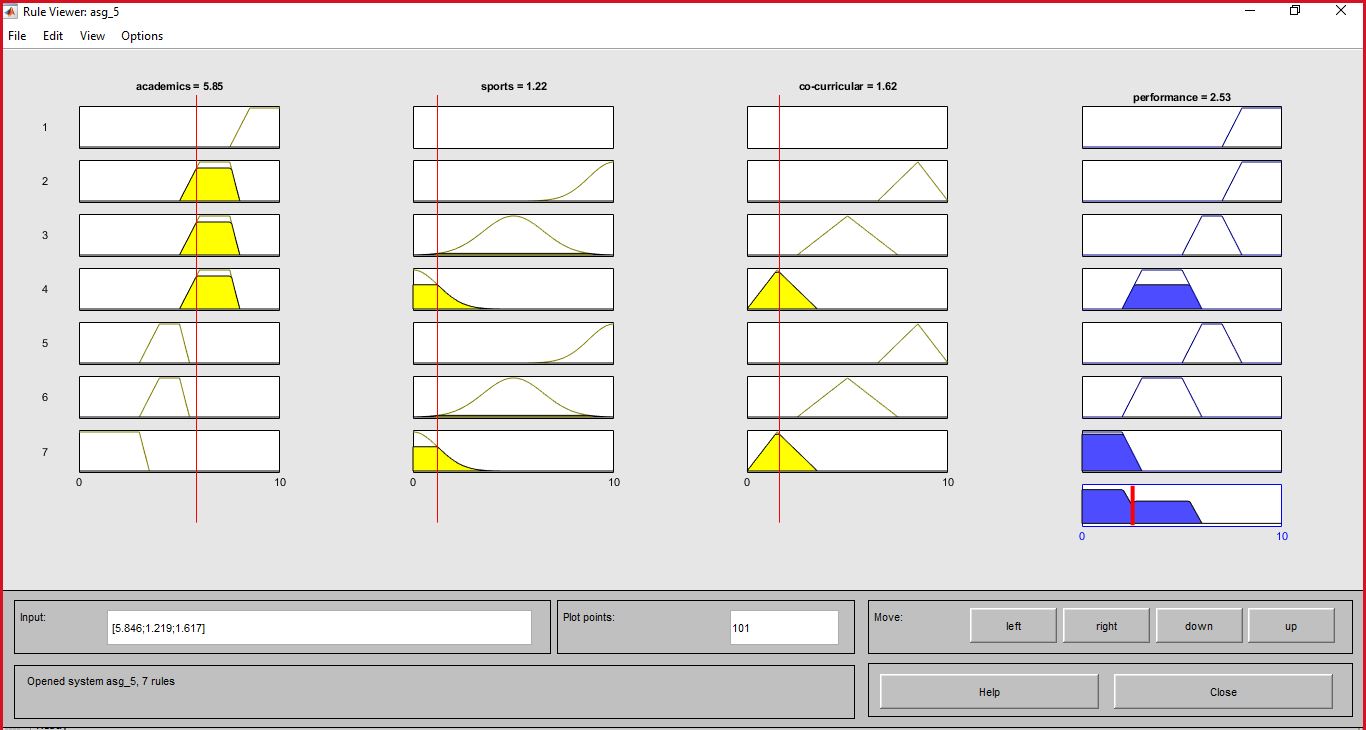 Rule Viewer: asg_5
File Edit View Options
academics = 5.85 sports = 1.22 co-curricular = 1.62 performance = 2.53
1
2
3
4
5
6
7
0 10 0 10 0 10
0 10
Input: [5.846;1.219;1.617] Plot points: 101 Move: left right down up
Opened system asg_5, 7 rules Help Close